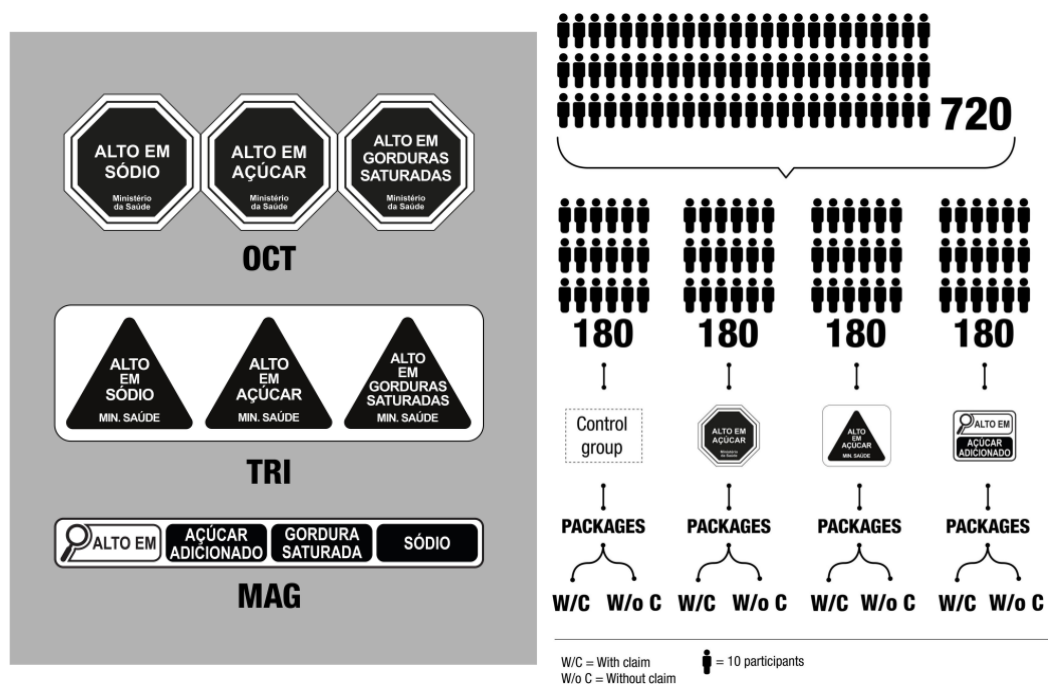 ALTO EM
SÓDIO
Ministério
da Saúde
ALTO EM
AÇÚCAR
Ministério
da Saúde
ALTO EM
GORDURAS
SATURADAS
Ministério
da Saúde
OCT
ALTO
EM
SÓDIO
MIN. SAÚDE
ALTO
EM
AÇÚCAR
MIN. SAÚDE
ALTO
EM
GORDURAS
SATURADAS
MIN. SAÚDE
TRI
ALTO EM
AÇÚCAR
ADICIONADO
GORDURA
SATURADA
SÓDIO
MAG
720
180 180 180 180
Control
group
ALTO EM
AÇÚCAR
Ministério
da Saúde
ALTO
EM
AÇÚCAR
MIN. SAÚDE
ALTO EM
AÇÚCAR
ADICIONADO
PACKAGES PACKAGES PACKAGES PACKAGES
W/C W/o C W/C W/o C W/C W/o C W/C W/o C
W/C = With claim
W/o C = Without claim
= 10 participants